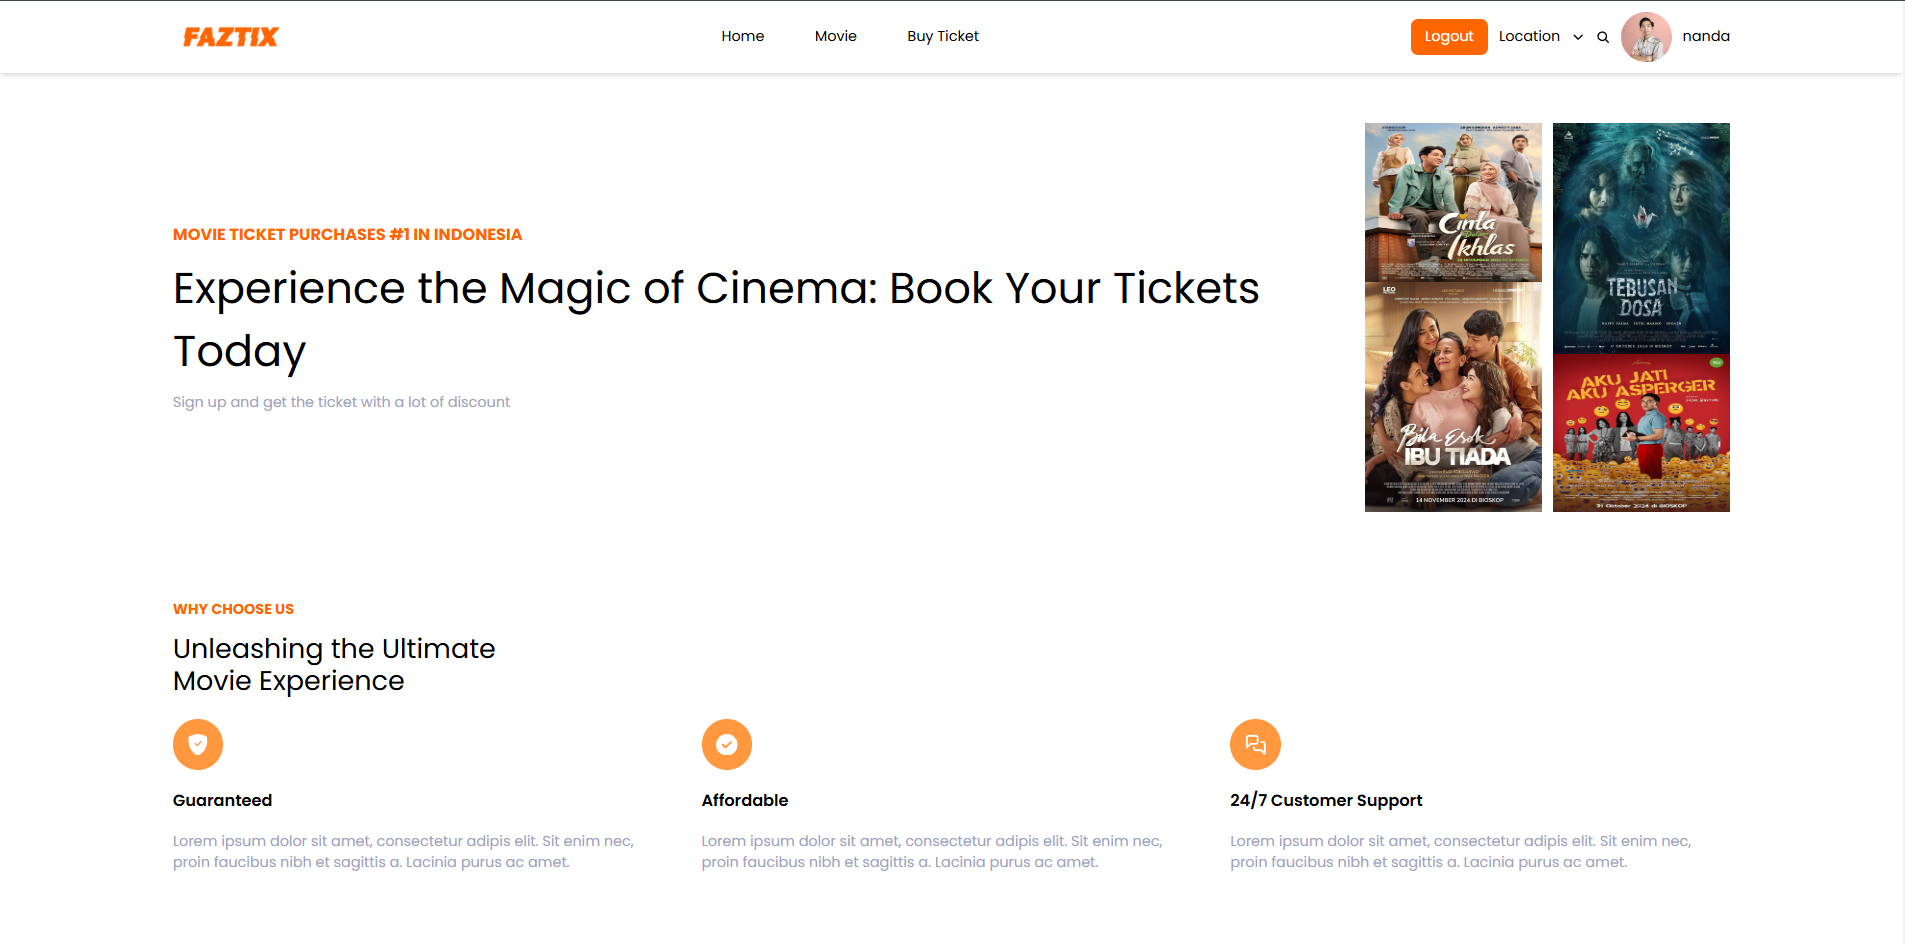 FAZTIX
Home
Movie
Buy Ticket
Logout
Location
nanda
MOVIE TICKET PURCHASES #1 IN INDONESIA
Experience the Magic of Cinema: Book Your Tickets
Today
Sign up and get the ticket with a lot of discount
Cinta
Ikhlas
LEO
Bila Esok
IBU TIADA
14 NOVEMBER 2024 DI BIOSKOP
TEBUSAN
DOSA
AKU JATI
AKU ASPERGER
31 Oktober 2024 di BIOSKOP
WHY CHOOSE US
Unleashing the Ultimate
Movie Experience
Guaranteed
Lorem ipsum dolor sit amet, consectetur adipis elit. Sit enim nec,
proin faucibus nibh et sagittis a. Lacinia purus ac amet.
Affordable
Lorem ipsum dolor sit amet, consectetur adipis elit. Sit enim nec,
proin faucibus nibh et sagittis a. Lacinia purus ac amet.
24/7 Customer Support
Lorem ipsum dolor sit amet, consectetur adipis elit. Sit enim nec,
proin faucibus nibh et sagittis a. Lacinia purus ac amet.